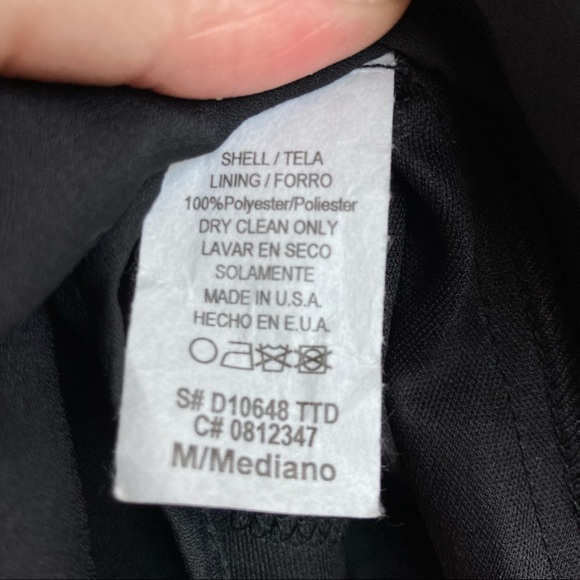 SHELL / TELA
LINING / FORRO
100%Polyester/Poliester
DRY CLEAN ONLY
LAVAR EN SECO
SOLAMENTE
MADE IN U.S.A.
HECHO EN E.U.A.
S# D10648 TTD
C# 0812347
M/Mediano